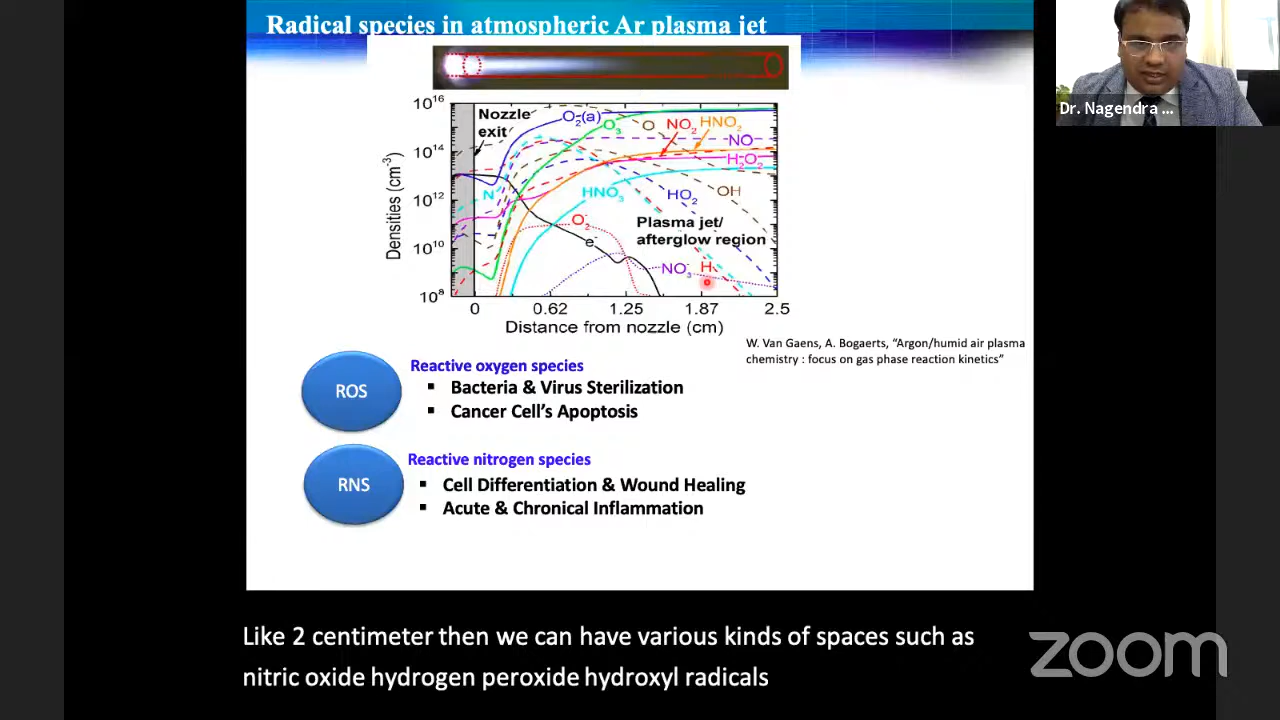 Radical species in atmospheric Ar plasma jet
Dr. Nagendra ...
10¹⁶
10¹⁴
10¹²
10¹⁰
10⁸
Densities (cm⁻³)
Nozzle
exit
O₂⁻(a)
O₃
O
NO₂
HNO₂
NO
H₂O₂
N
HNO₃
HO₂
OH
O₂⁻
e⁻
Plasma jet/
afterglow region
NO₃⁻
H
0 0.62 1.25 1.87 2.5
Distance from nozzle (cm)
W. Van Gaens, A. Bogaerts, “Argon/humid air plasma
chemistry : focus on gas phase reaction kinetics”
ROS
Reactive oxygen species
▪ Bacteria & Virus Sterilization
▪ Cancer Cell’s Apoptosis
RNS
Reactive nitrogen species
▪ Cell Differentiation & Wound Healing
▪ Acute & Chronical Inflammation
Like 2 centimeter then we can have various kinds of spaces such as
nitric oxide hydrogen peroxide hydroxyl radicals
zoom